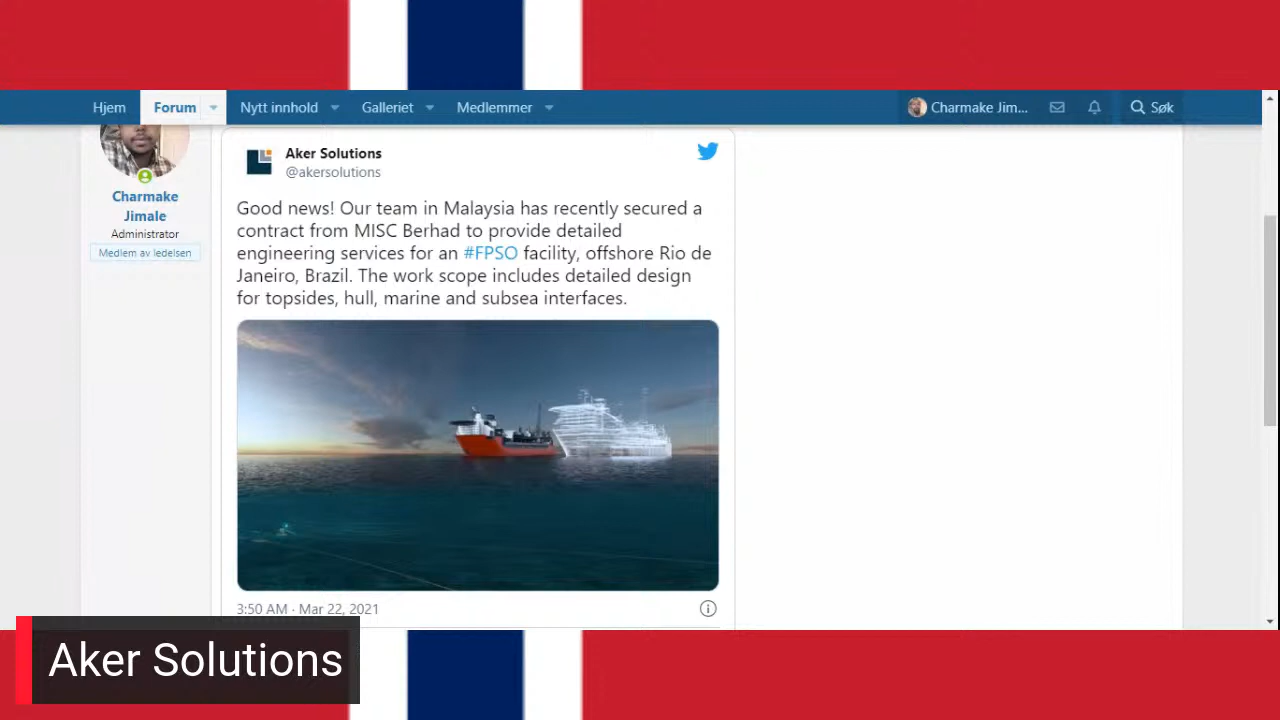 Hjem
Forum
Nytt innhold
Galleriet
Medlemmer
Charmake Jim...
Søk
Charmake
Jimale
Administrator
Medlem av ledelsen
Aker Solutions
@akersolutions
Good news! Our team in Malaysia has recently secured a
contract from MISC Berhad to provide detailed
engineering services for an #FPSO facility, offshore Rio de
Janeiro, Brazil. The work scope includes detailed design
for topsides, hull, marine and subsea interfaces.
3:50 AM · Mar 22, 2021
Aker Solutions